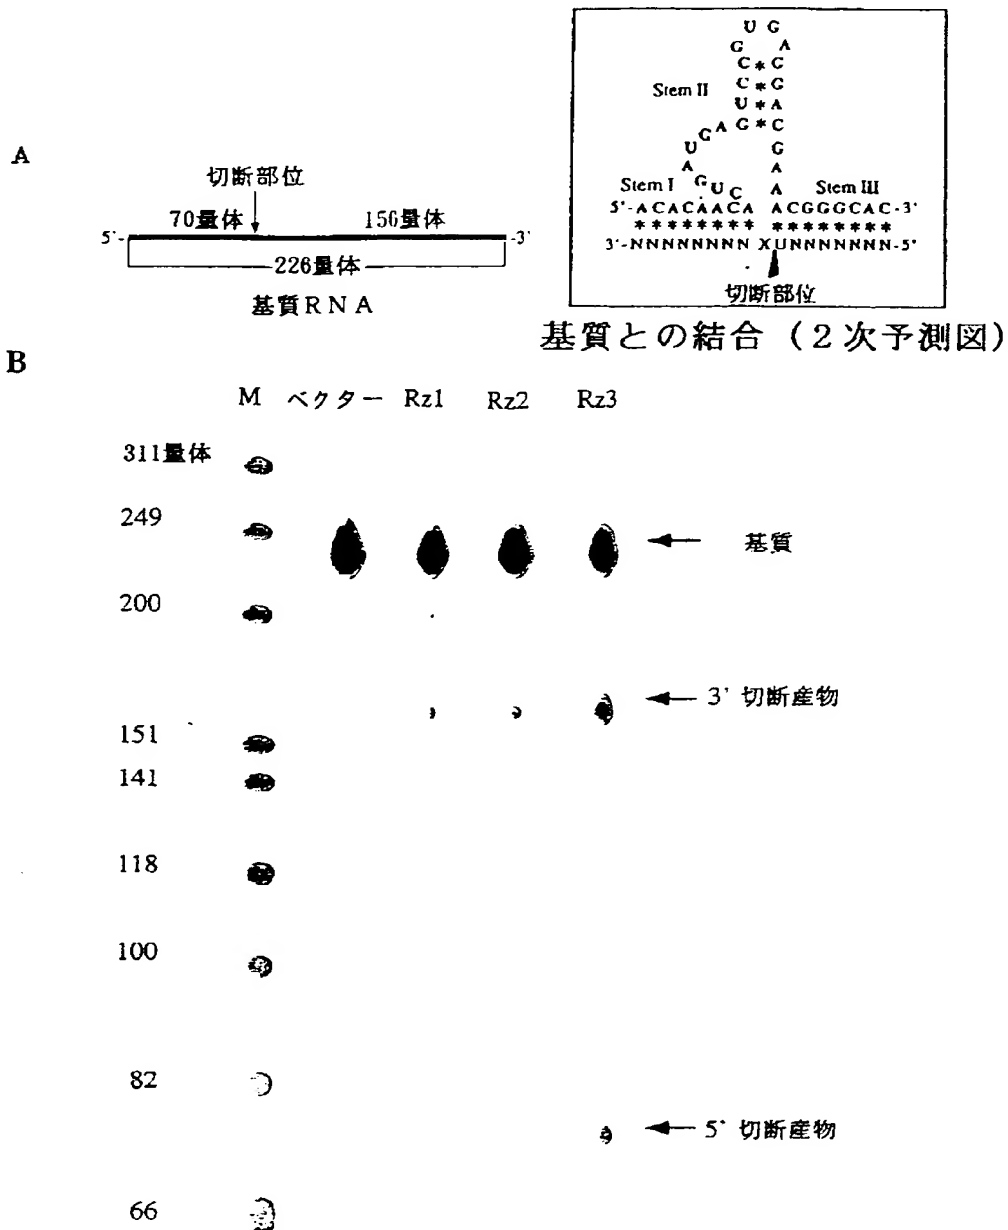 A
切断部位
70量体
156量体
5'-
-3'
226量体
基質RNA
U G
G A
C * G
Stem II
C * G
U * A
G * C
A
G
U
G
A
A
G U C
A
Stem I
Stem III
5'-ACACAACA ACGGGCAC-3'
******** ********
3'-NNNNNNNN XUNNNNNNN-5'
切断部位
基質との結合(2次予測図)
B
M ベクター Rz1 Rz2 Rz3
311量体
249
基質
200
3' 切断産物
151
141
118
100
82
5' 切断産物
66